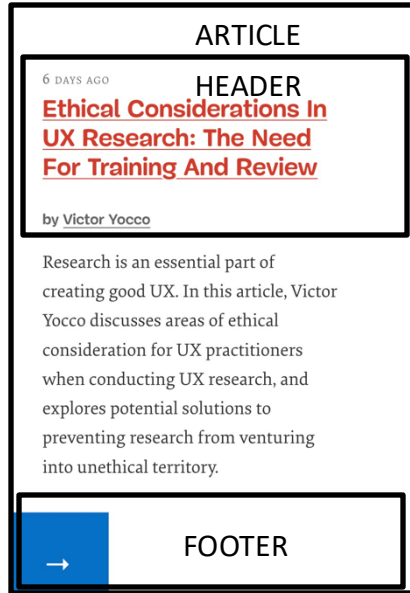 ARTICLE
6 DAYS AGO
HEADER
Ethical Considerations In
UX Research: The Need
For Training And Review
by Victor Yocco
Research is an essential part of
creating good UX. In this article, Victor
Yocco discusses areas of ethical
consideration for UX practitioners
when conducting UX research, and
explores potential solutions to
preventing research from venturing
into unethical territory.
→
FOOTER